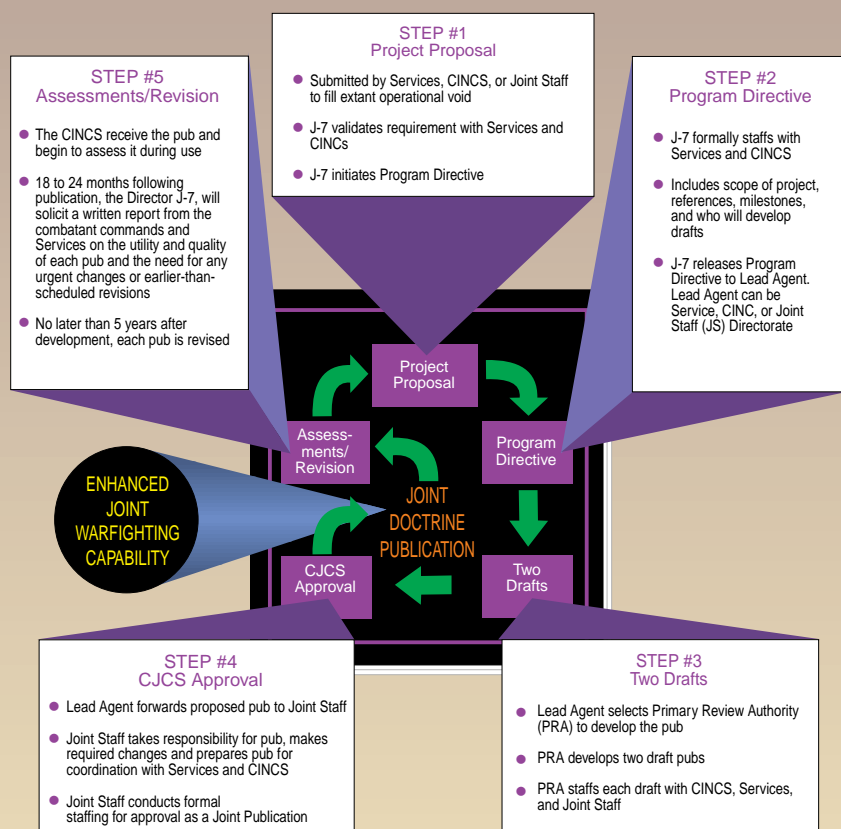 STEP #1
Project Proposal
Submitted by Services, CINCS, or Joint Staff
to fill extant operational void
J-7 validates requirement with Services and
CINCs
J-7 initiates Program Directive
STEP #2
Program Directive
J-7 formally staffs with
Services and CINCS
Includes scope of project,
references, milestones,
and who will develop
drafts
J-7 releases Program
Directive to Lead Agent.
Lead Agent can be
Service, CINC, or Joint
Staff (JS) Directorate
STEP #5
Assessments/Revision
The CINCS receive the pub and
begin to assess it during use
18 to 24 months following
publication, the Director J-7, will
solicit a written report from the
combatant commands and
Services on the utility and quality
of each pub and the need for any
urgent changes or earlier-than-
scheduled revisions
No later than 5 years after
development, each pub is revised
Project
Proposal
Assess-
ments/
Revision
Program
Directive
ENHANCED
JOINT
WARFIGHTING
CAPABILITY
JOINT
DOCTRINE
PUBLICATION
CJCS
Approval
Two
Drafts
STEP #4
CJCS Approval
Lead Agent forwards proposed pub to Joint Staff
Joint Staff takes responsibility for pub, makes
required changes and prepares pub for
coordination with Services and CINCS
Joint Staff conducts formal
staffing for approval as a Joint Publication
STEP #3
Two Drafts
Lead Agent selects Primary Review Authority
(PRA) to develop the pub
PRA develops two draft pubs
PRA staffs each draft with CINCS, Services,
and Joint Staff